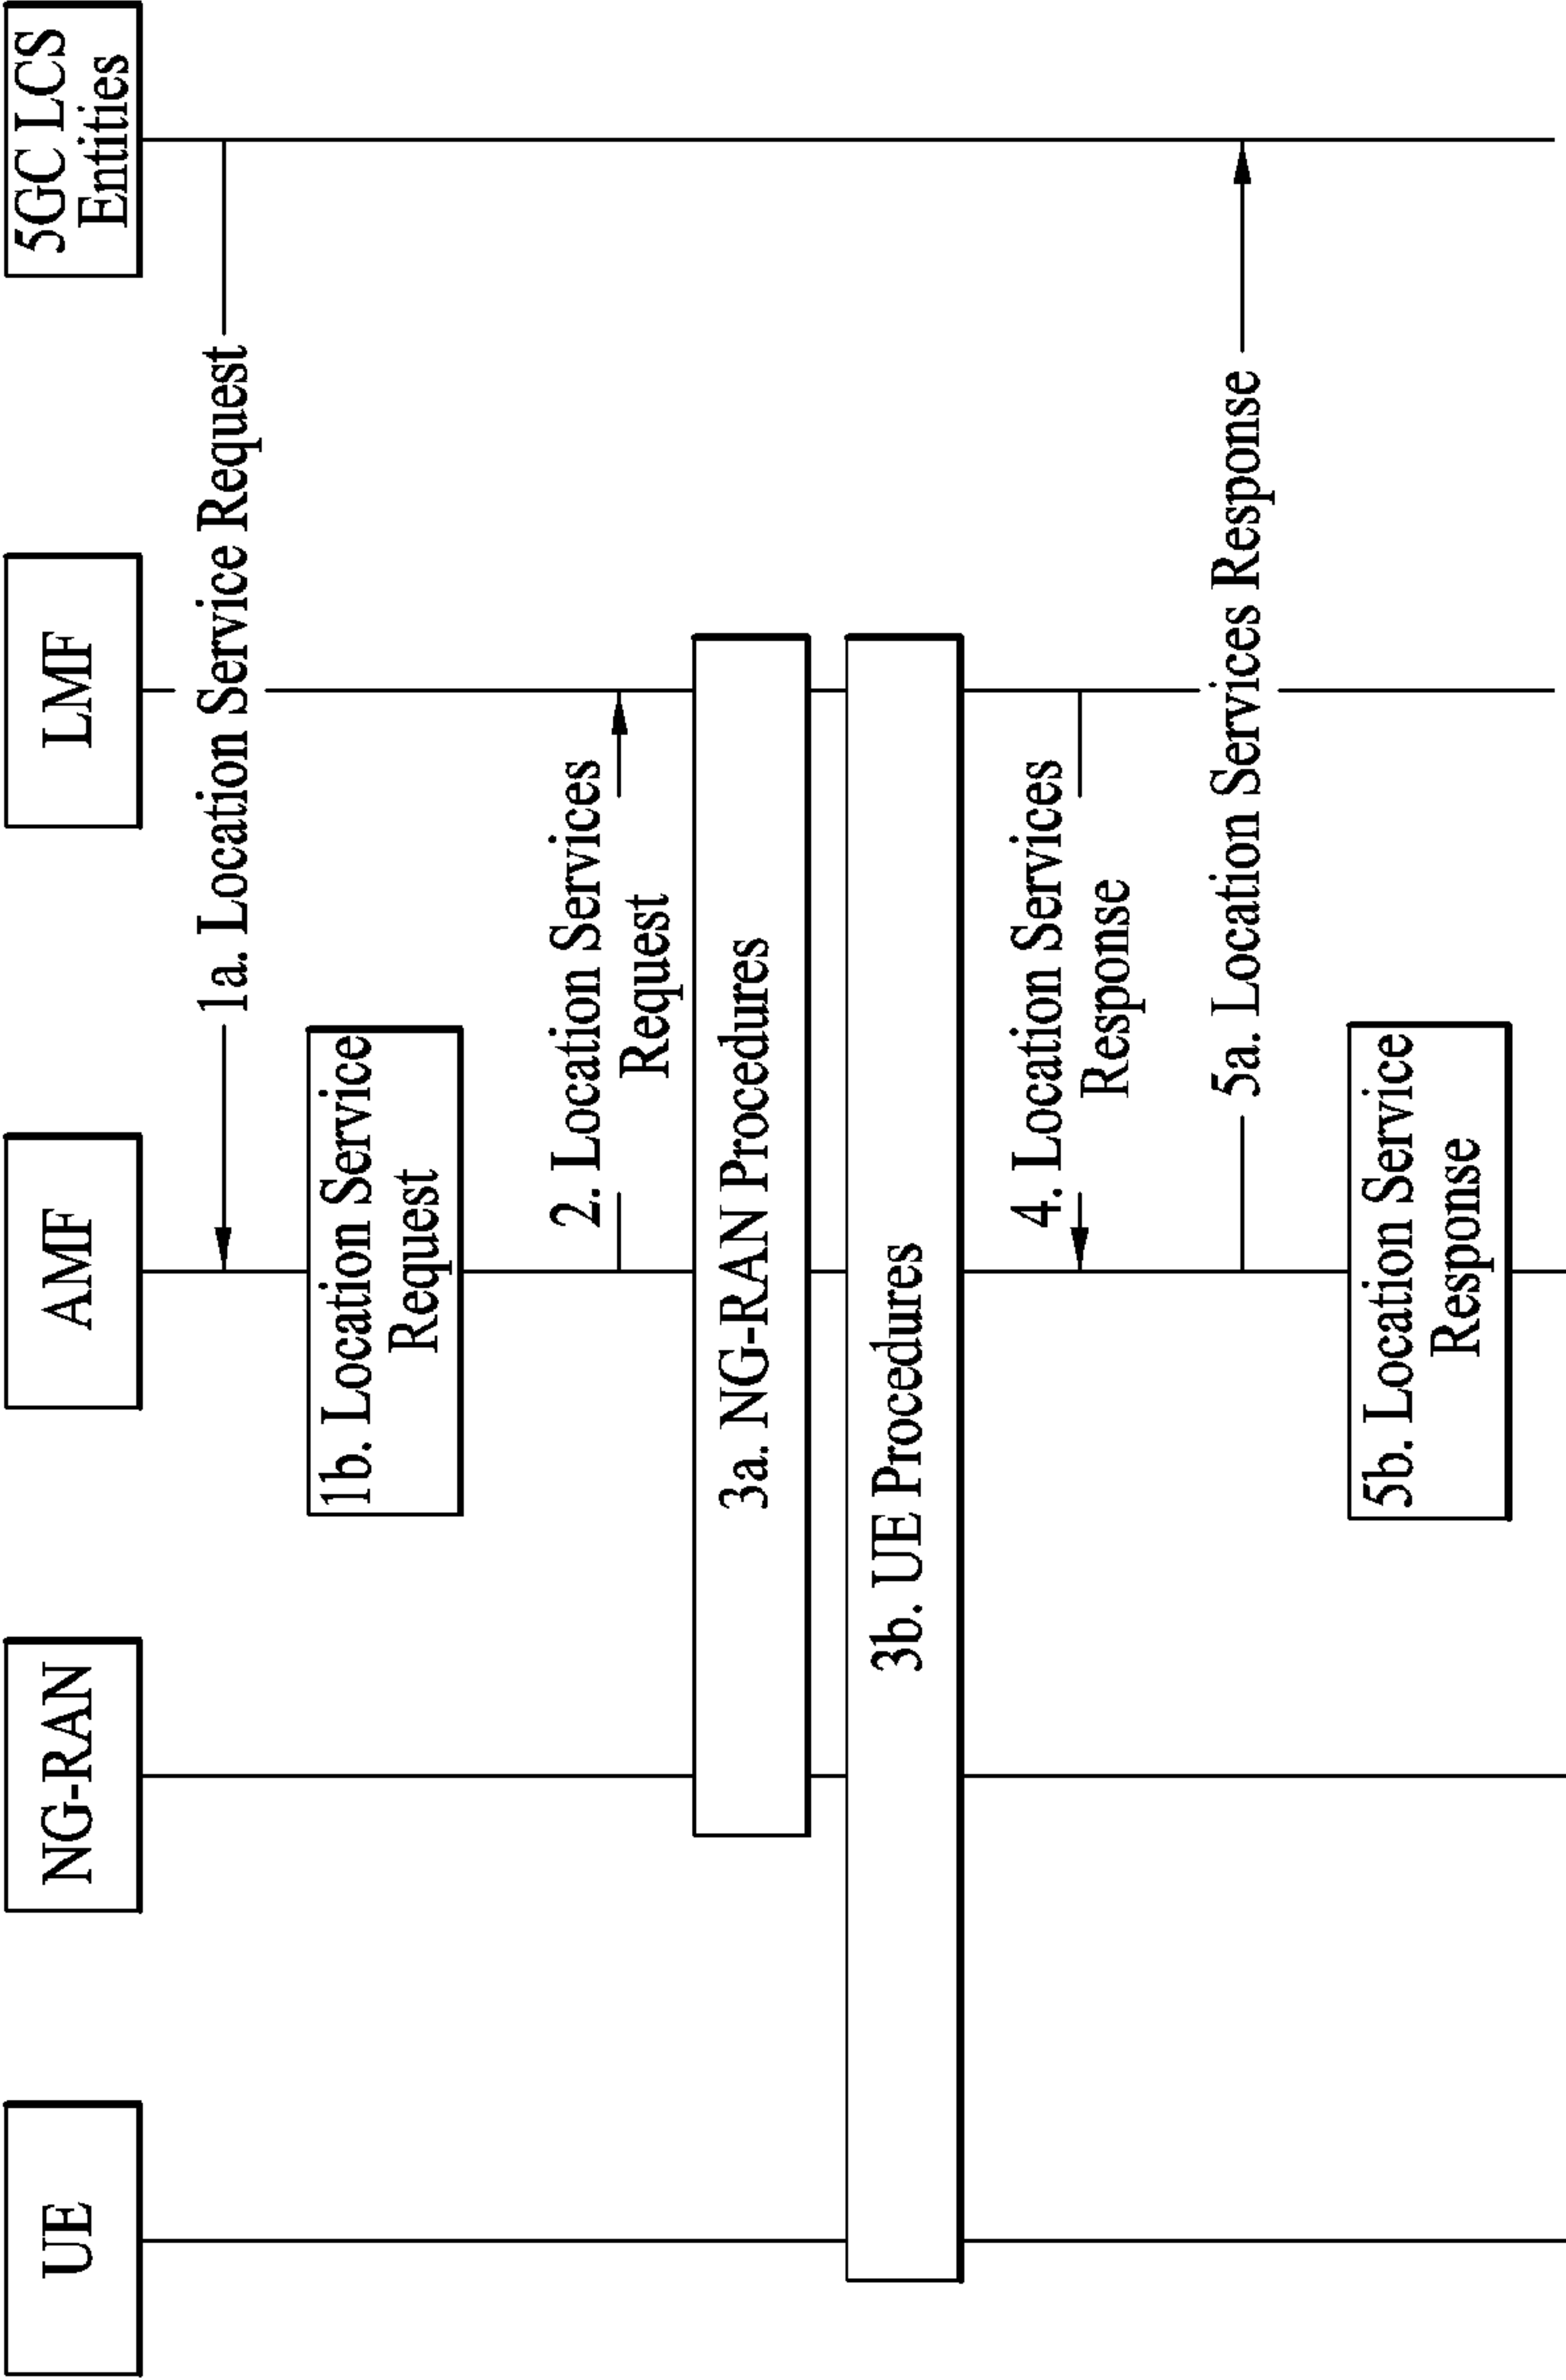 UE
NG-RAN
AMF
LMF
5GC LCS
Entities
1a. Location Service Request
1b. Location Service
Request
2. Location Services
Request
3a. NG-RAN Procedures
3b. UE Procedures
4. Location Services
Response
5a. Location Services Response
5b. Location Service
Response